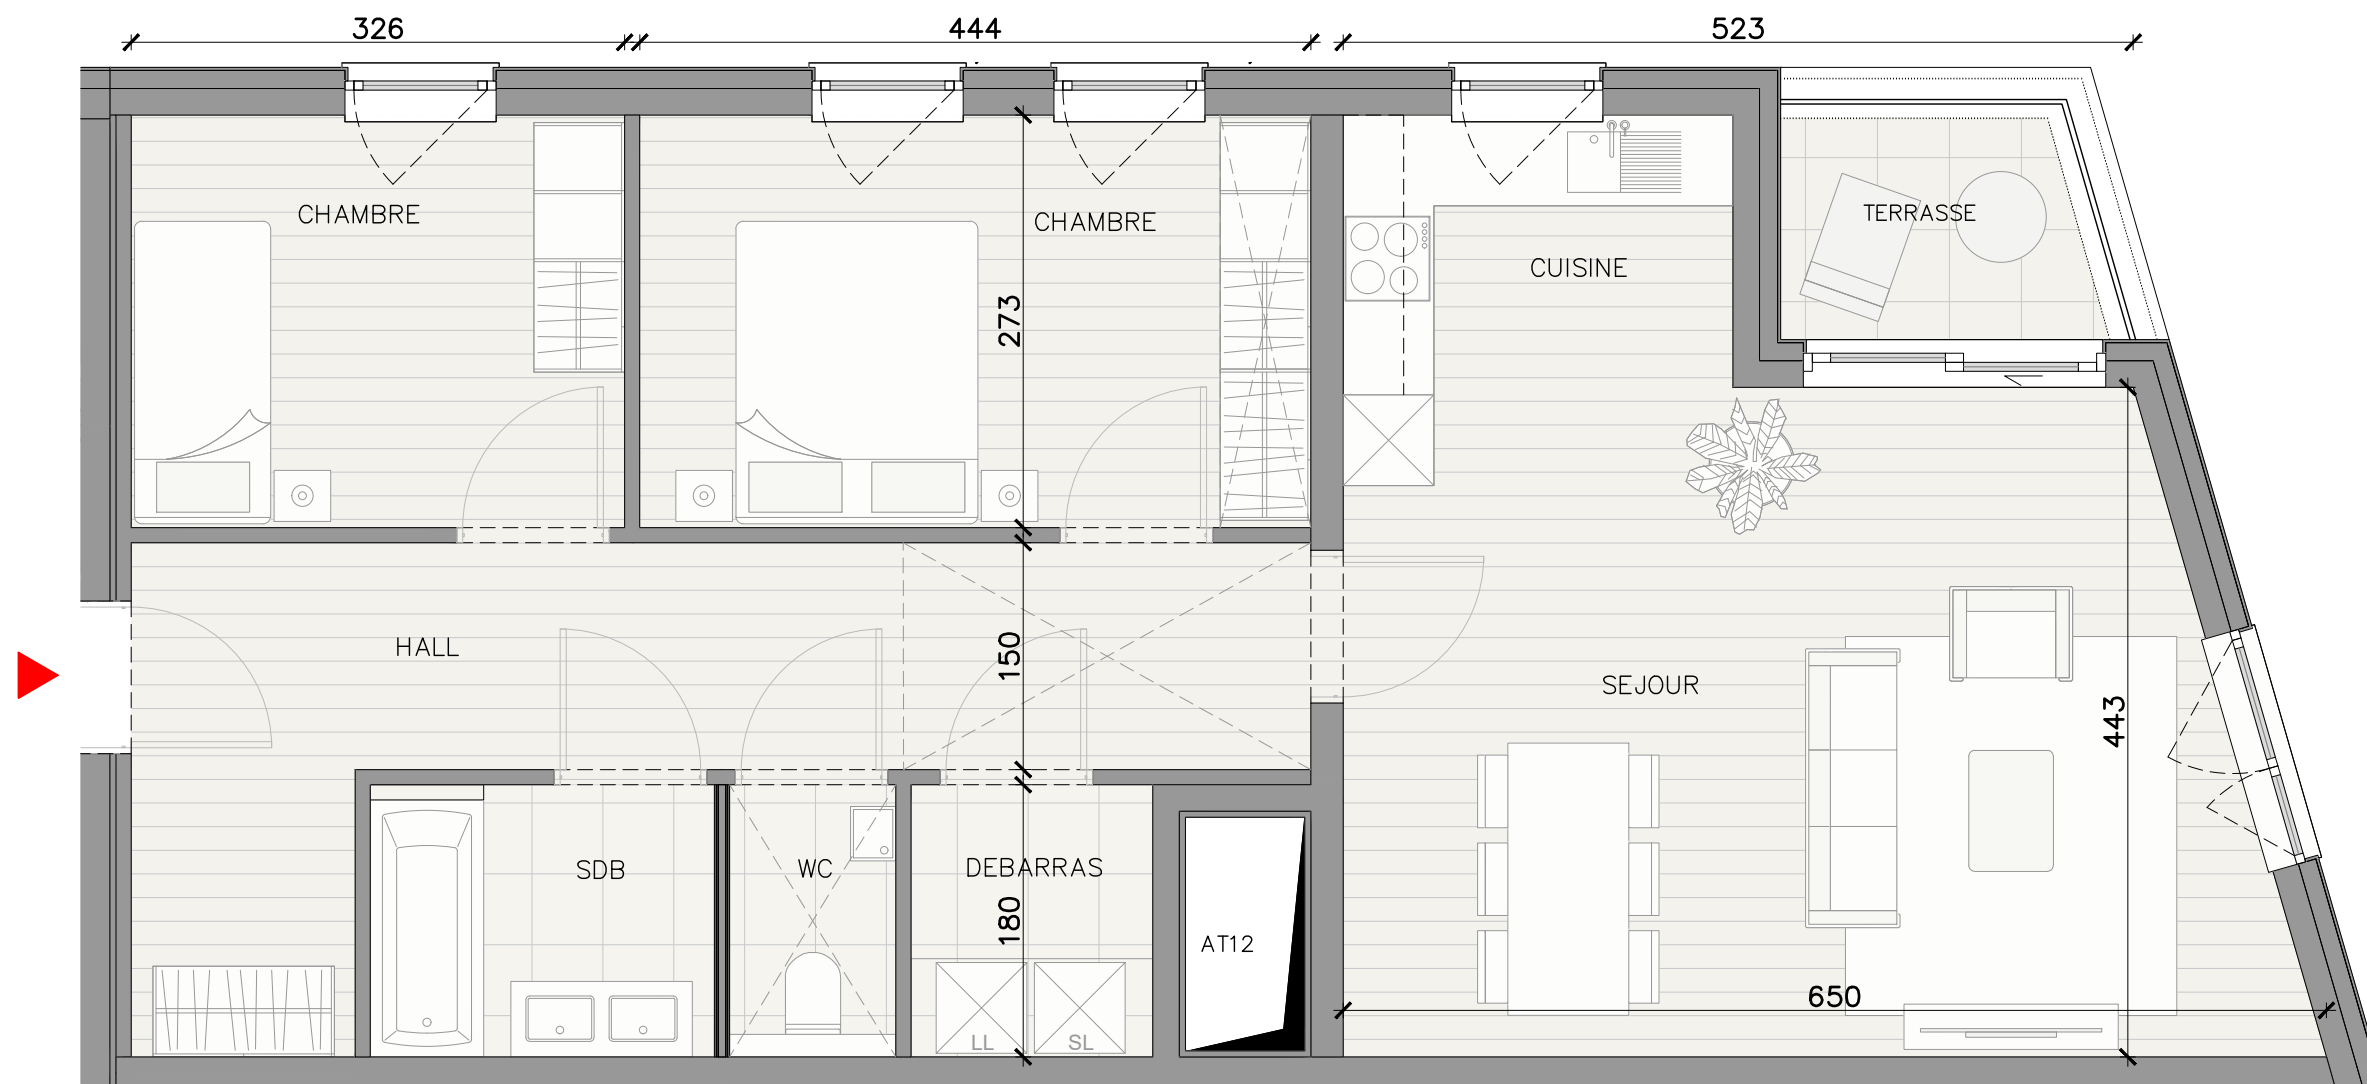 326
444
523
CHAMBRE
CHAMBRE
TERRASSE
CUISINE
273
HALL
150
SEJOUR
443
SDB
WC
DEBARRAS
180
AT12
650
LL
SL